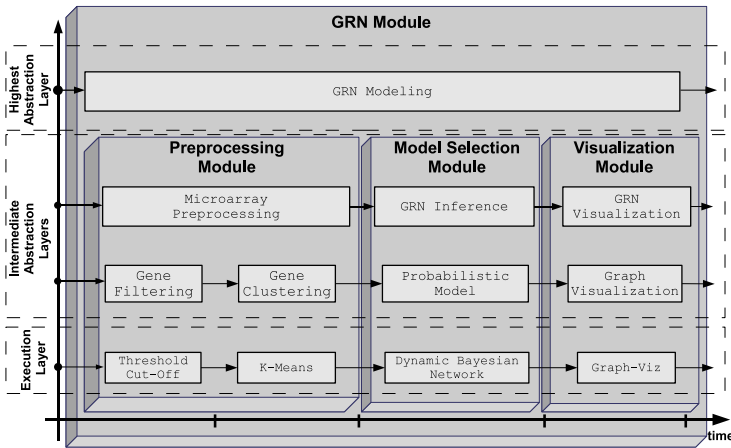 GRN Module
Highest
Abstraction
Layer
GRN Modeling
Intermediate
Abstraction
Layers
Preprocessing
Module
Model Selection
Module
Visualization
Module
Microarray
Preprocessing
GRN Inference
GRN
Visualization
Gene
Filtering
Gene
Clustering
Probabilistic
Model
Graph
Visualization
Execution
Layer
Threshold
Cut-Off
K-Means
Dynamic Bayesian
Network
Graph-Viz
time